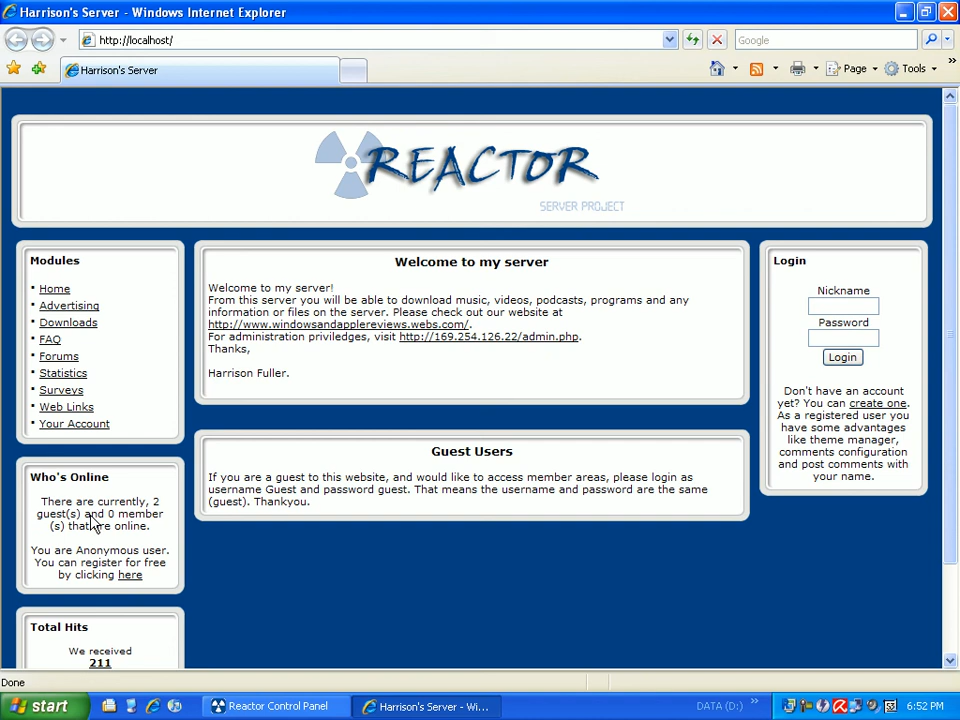 Harrison's Server - Windows Internet Explorer
http://localhost/
Google
Harrison's Server
Page
Tools
»
REACTOR
SERVER PROJECT
Modules
• Home
• Advertising
• Downloads
• FAQ
• Forums
• Statistics
• Surveys
• Web Links
• Your Account
Who's Online
There are currently, 2
guest(s) and 0 member
(s) that are online.
You are Anonymous user.
You can register for free
by clicking here
Total Hits
We received
211
Welcome to my server
Welcome to my server!
From this server you will be able to download music, videos, podcasts, programs and any
information or files on the server. Please check out our website at
http://www.windowsandapplereviews.webs.com/.
For administration priviledges, visit http://169.254.126.22/admin.php.
Thanks,
Harrison Fuller.
Guest Users
If you are a guest to this website, and would like to access member areas, please login as
username Guest and password guest. That means the username and password are the same
(guest). Thankyou.
Login
Nickname
Password
Login
Don't have an account
yet? You can create one.
As a registered user you
have some advantages
like theme manager,
comments configuration
and post comments with
your name.
Done
start
Reactor Control Panel
Harrison's Server - Wi...
DATA (D:)
»
6:52 PM